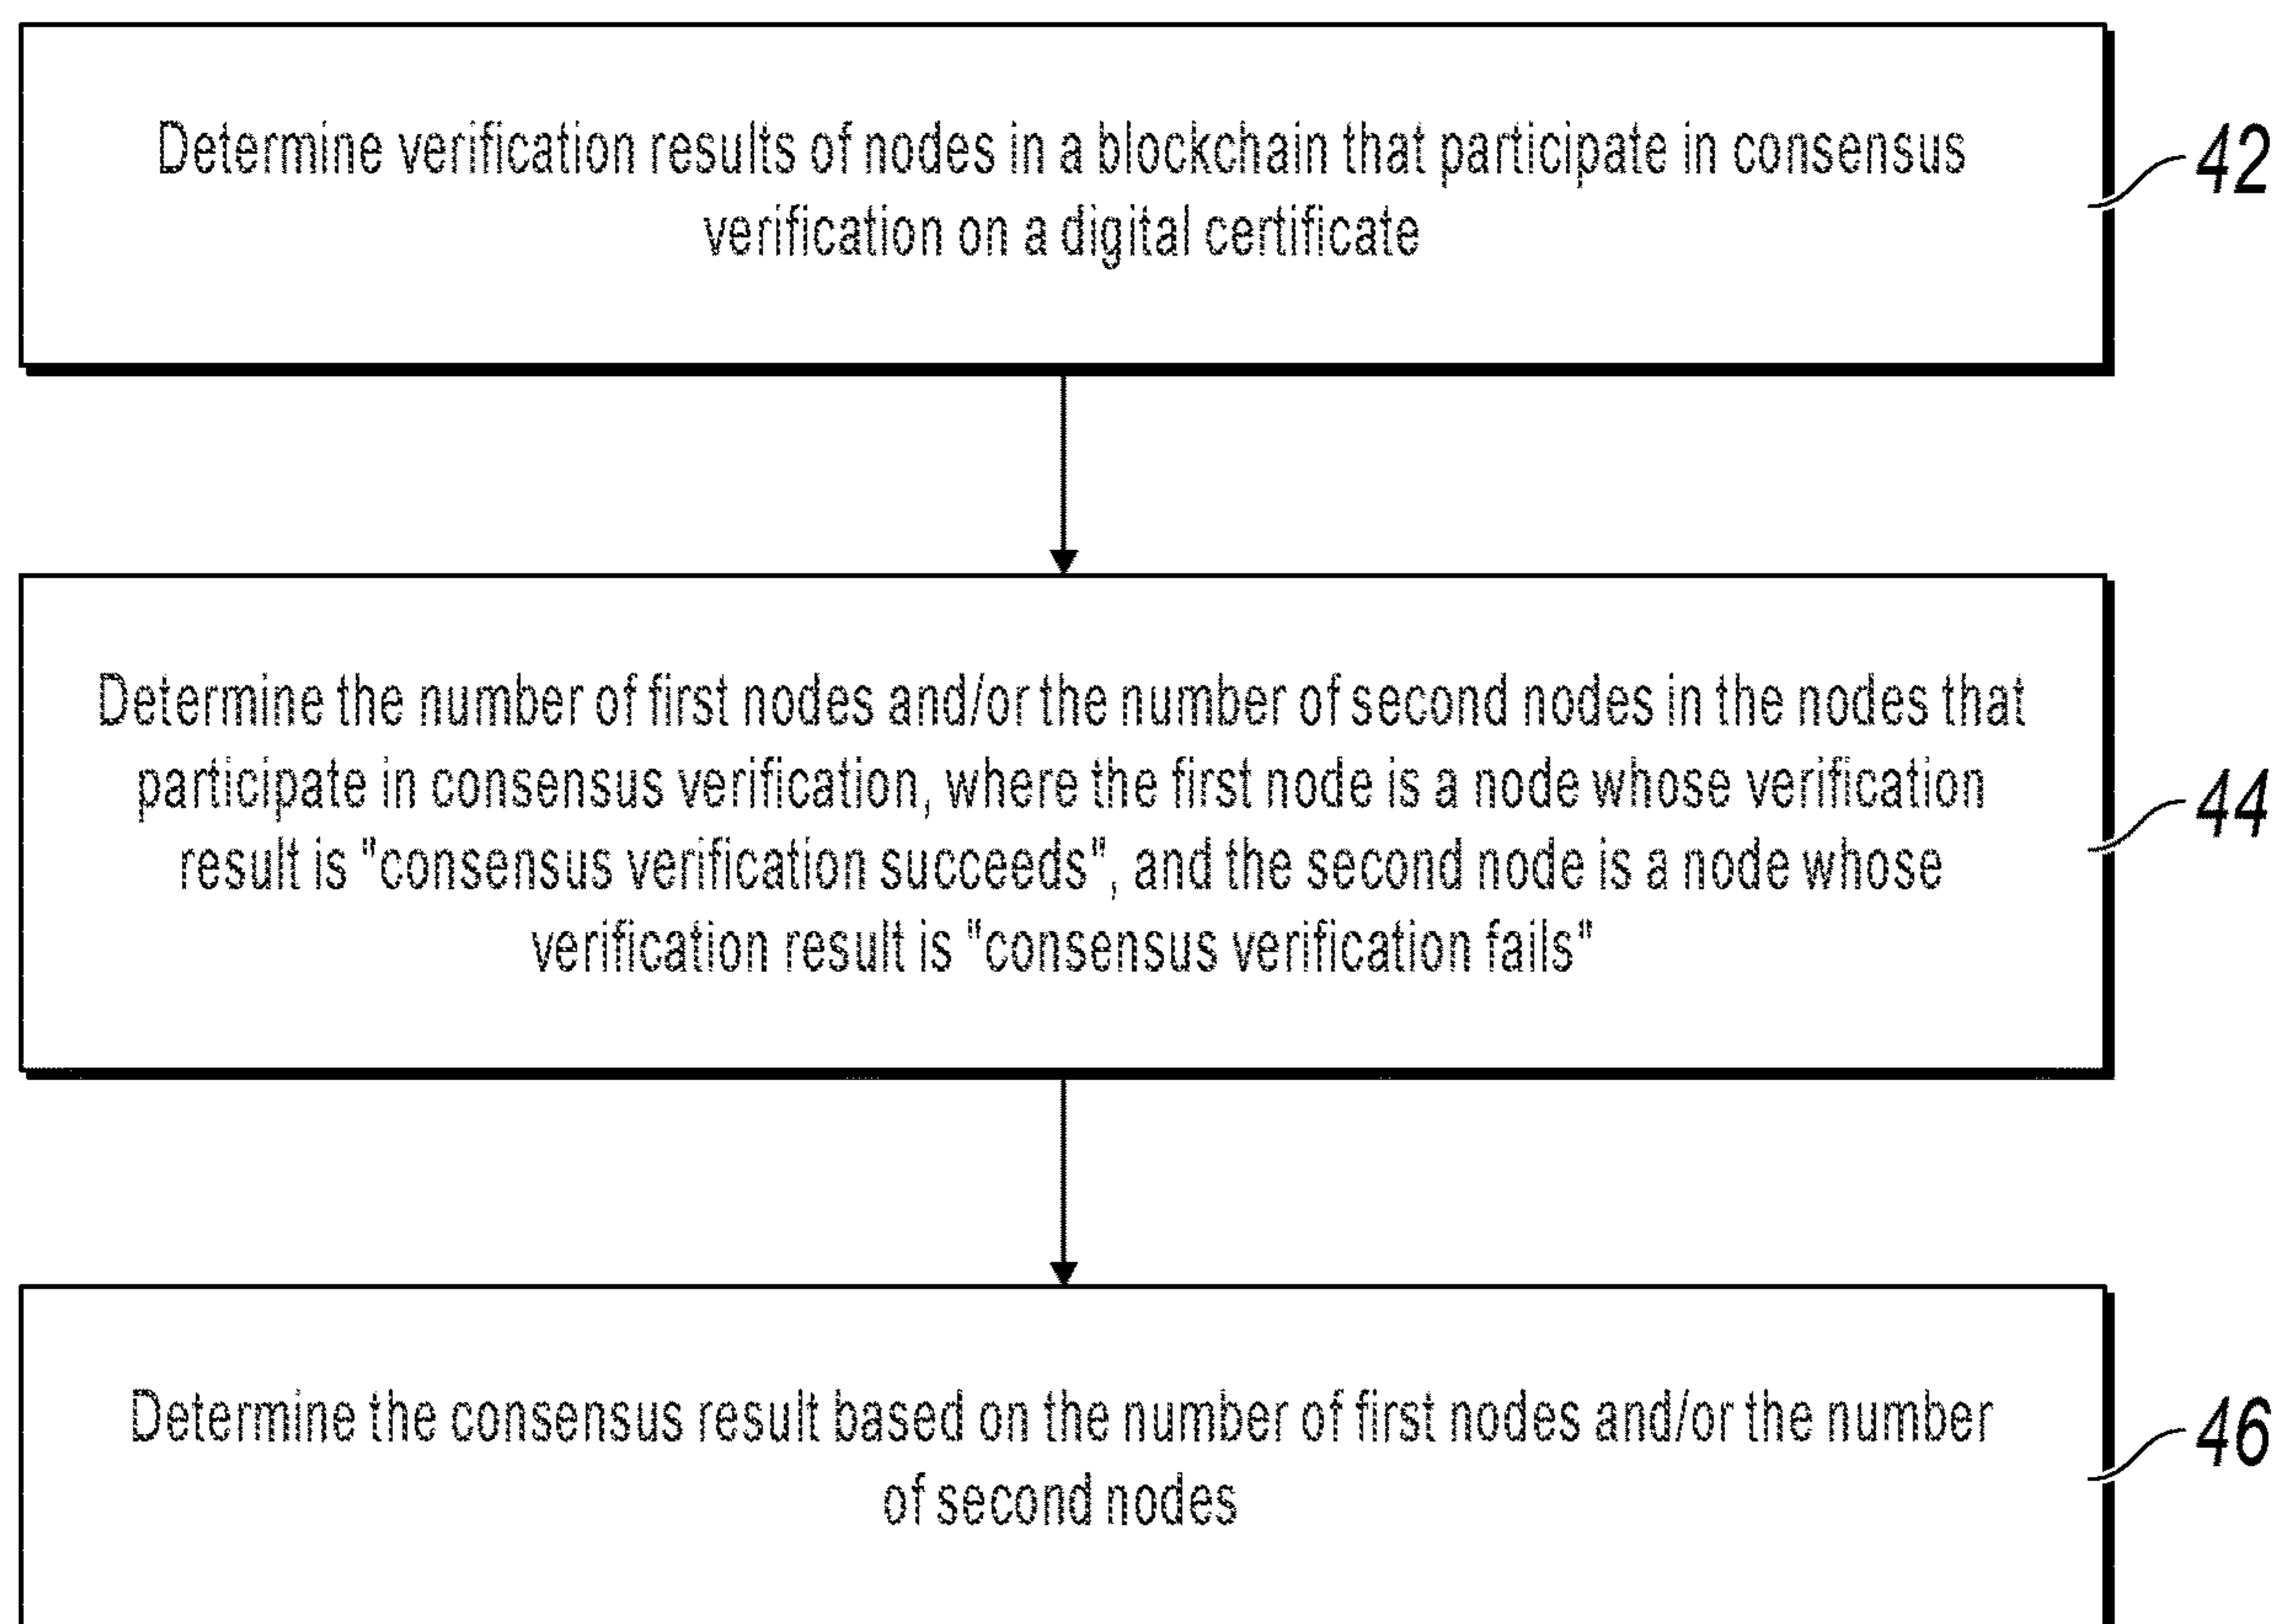 Determine verification results of nodes in a blockchain that participate in consensus
verification on a digital certificate
42
Determine the number of first nodes and/or the number of second nodes in the nodes that
participate in consensus verification, where the first node is a node whose verification
result is "consensus verification succeeds", and the second node is a node whose
verification result is "consensus verification fails"
44
Determine the consensus result based on the number of first nodes and/or the number
of second nodes
46